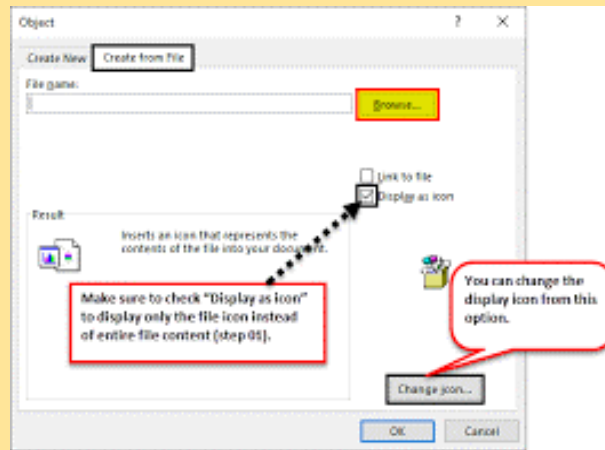 Object
Create New
Create from File
File name:
Browse...
Link to file
Display as icon
Result
Inserts an icon that represents the
contents of the file into your document.
Make sure to check "Display as icon"
to display only the file icon instead
of entire file content (step 05).
You can change the
display icon from this
option.
Change icon...
OK
Cancel